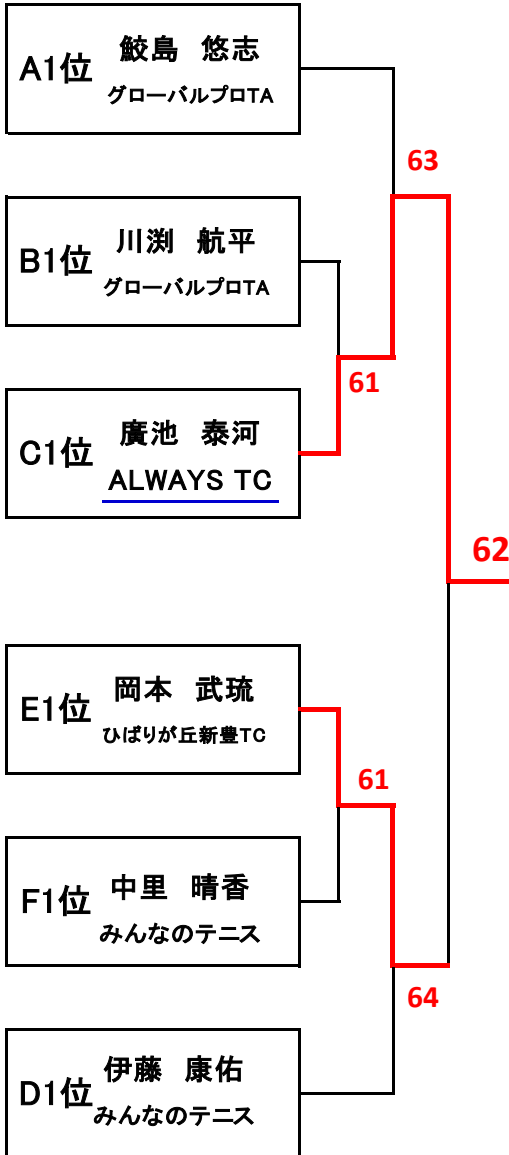 A1位 鮫島 悠志
グローバルプロTA
63
B1位 川渕 航平
グローバルプロTA
61
C1位 廣池 泰河
ALWAYS TC
62
E1位 岡本 武琉
ひばりが丘新豊TC
61
F1位 中里 晴香
みんなのテニス
64
D1位 伊藤 康佑
みんなのテニス